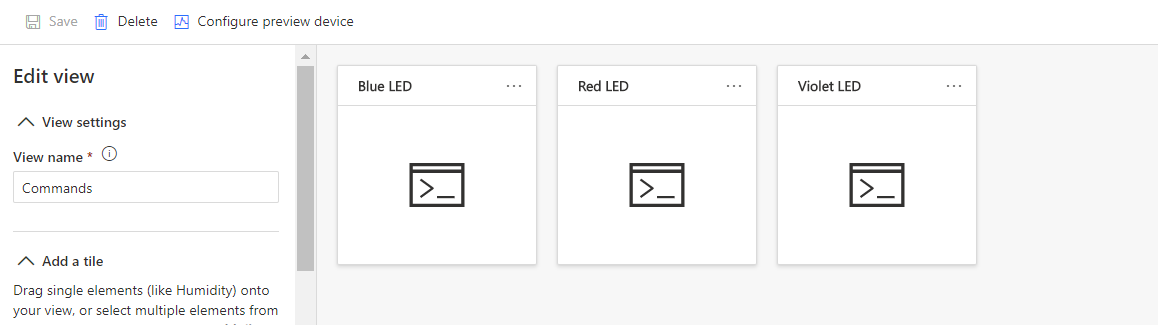 Save Delete Configure preview device
Edit view
View settings
View name *
Commands
Add a tile
Drag single elements (like Humidity) onto
your view, or select multiple elements from
Blue LED ...
Red LED ...
Violet LED ...